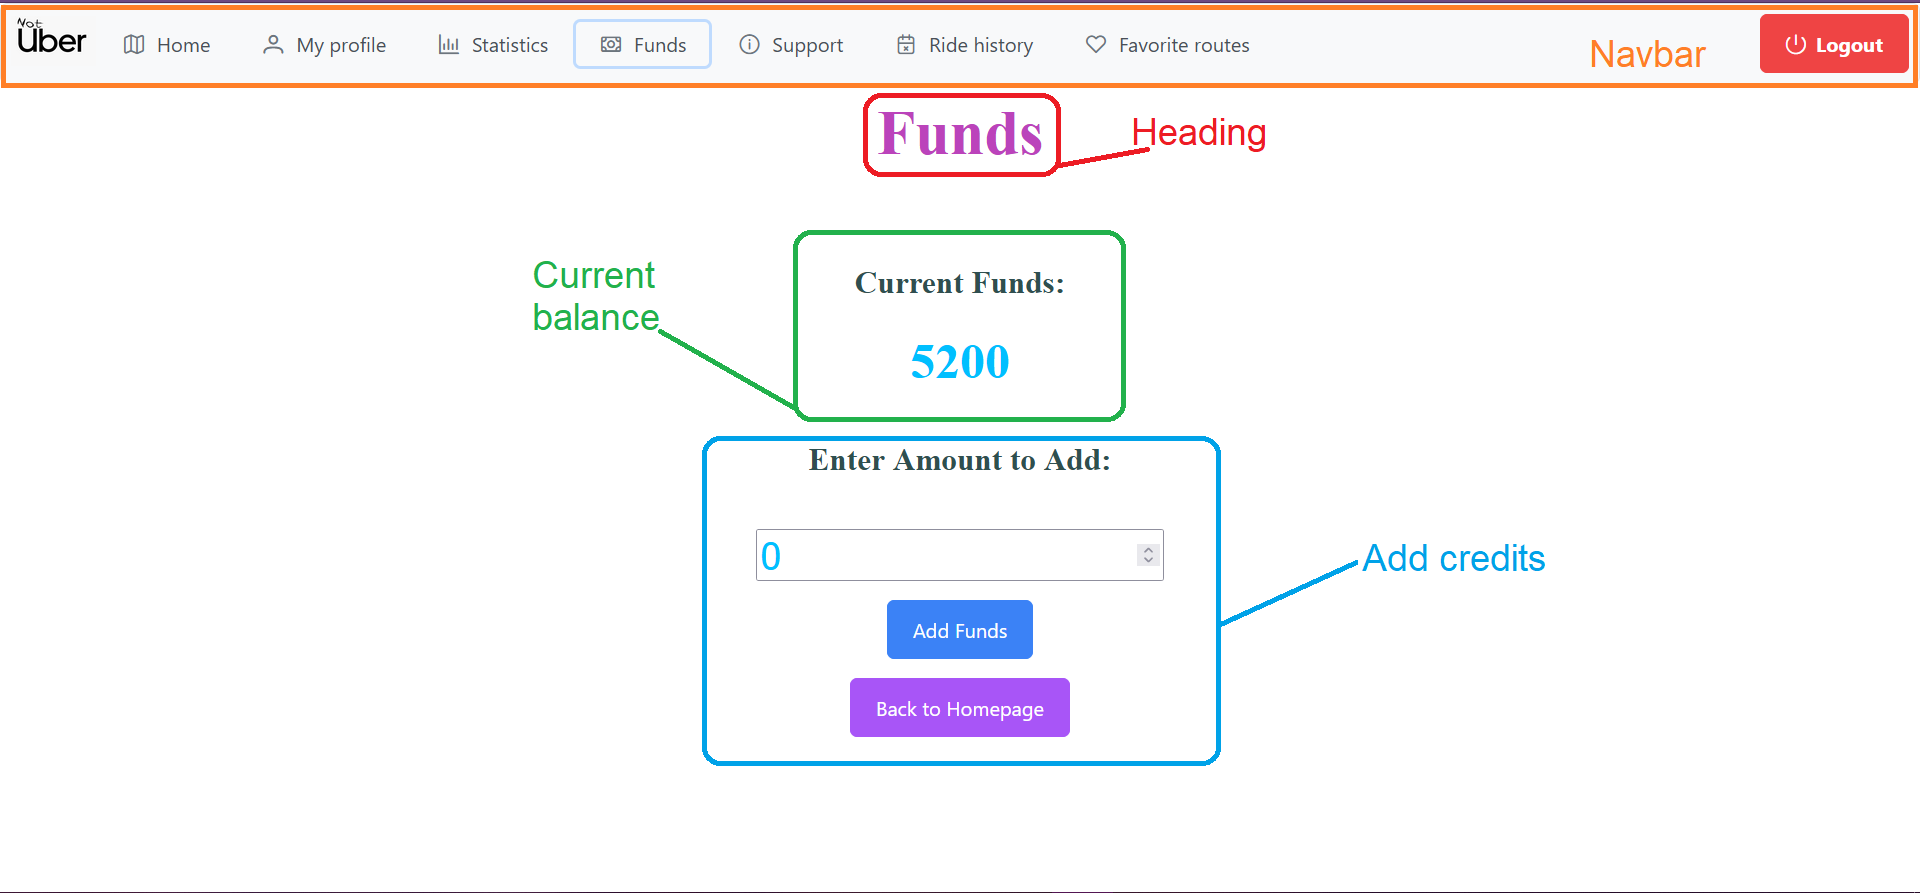 Not
Uber
Home
My profile
Statistics
Funds
Support
Ride history
Favorite routes
Navbar
Logout
Funds
Heading
Current
balance
Current Funds:
5200
Enter Amount to Add:
0
Add credits
Add Funds
Back to Homepage